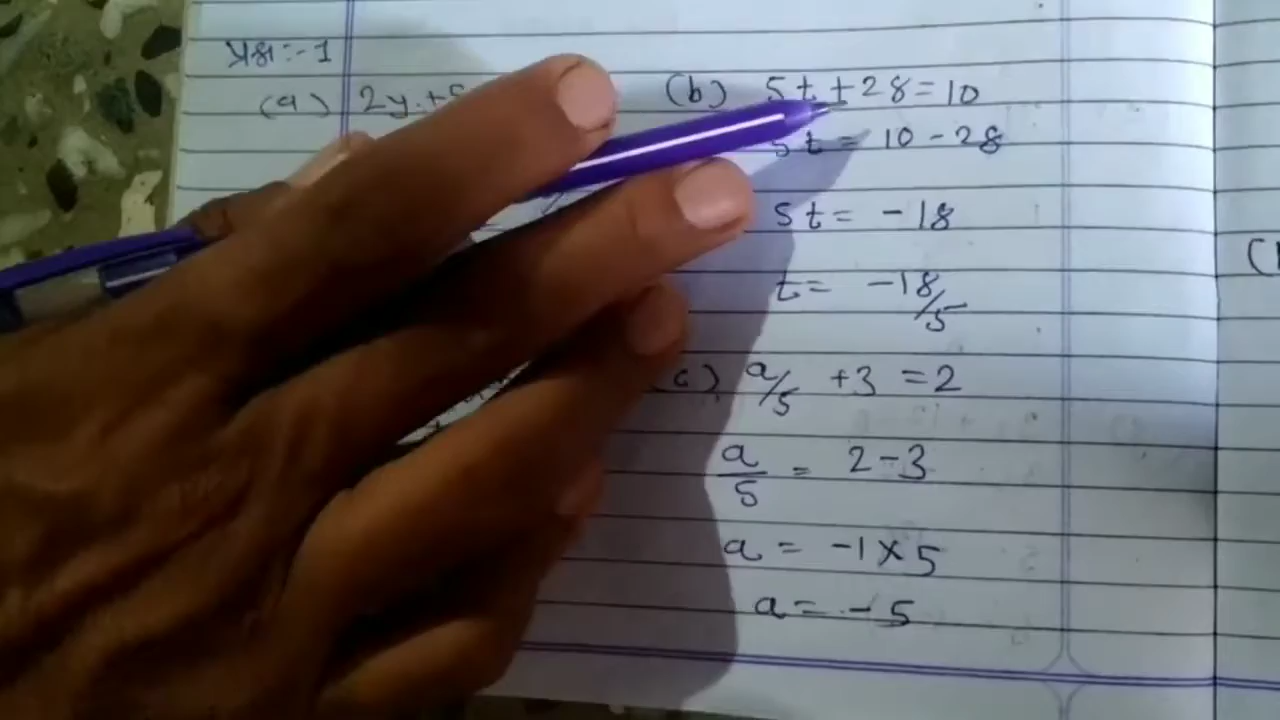 प्रश्न:-1
(a) 2y+5
(b) 5t+28=10
5t = 10-28
5t = -18
t = -18/5
(c) a/5 +3 =2
a/5 = 2-3
a = -1×5
a = -5